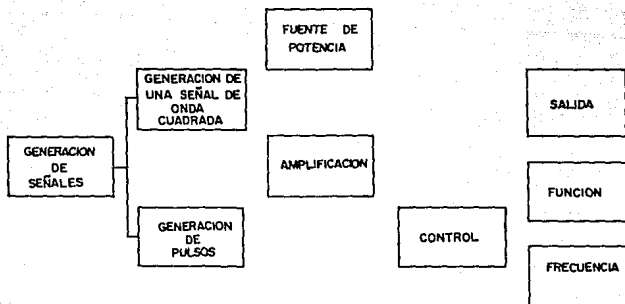 FUENTE DE
POTENCIA
GENERACION DE
UNA SEÑAL DE
ONDA
CUADRADA
SALIDA
GENERACION
DE
SEÑALES
AMPLIFICACION
FUNCION
GENERACION
DE
PULSOS
CONTROL
FRECUENCIA